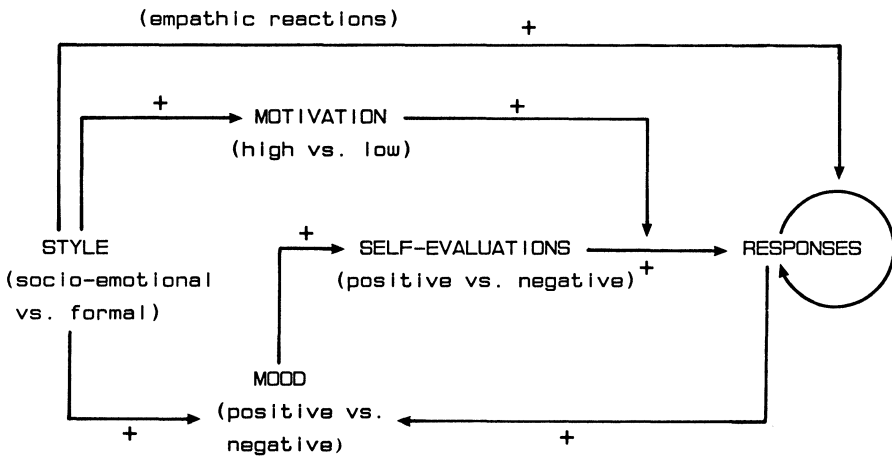 (empathic reactions)
+
+
MOTIVATION
+
(high vs. low)
STYLE
+
SELF-EVALUATIONS
+
RESPONSES
(socio-emotional
vs. formal)
(positive vs. negative)
MOOD
(positive vs.
negative)
+
+